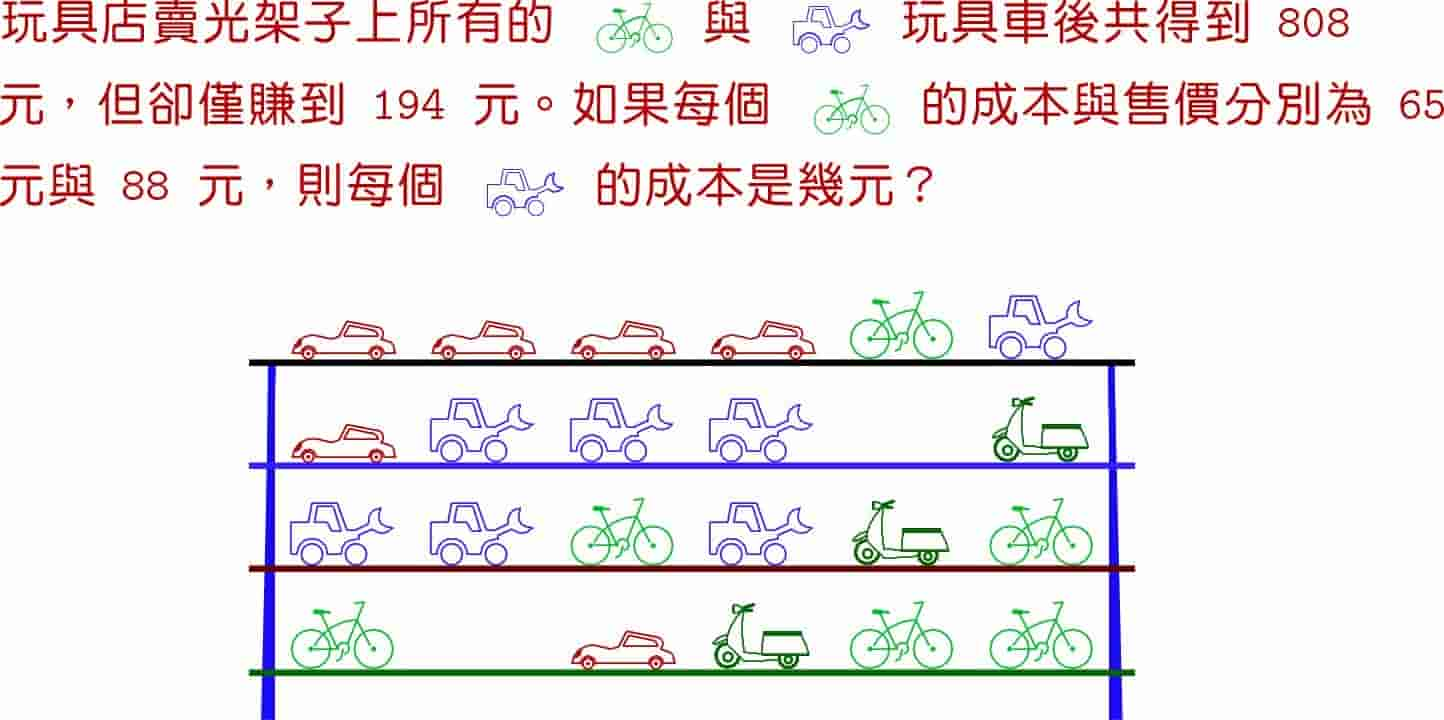 玩具店賣光架子上所有的 與 玩具車後共得到 808
元，但卻僅賺到 194 元。如果每個 的成本與售價分別為 65
元與 88 元，則每個 的成本是幾元？